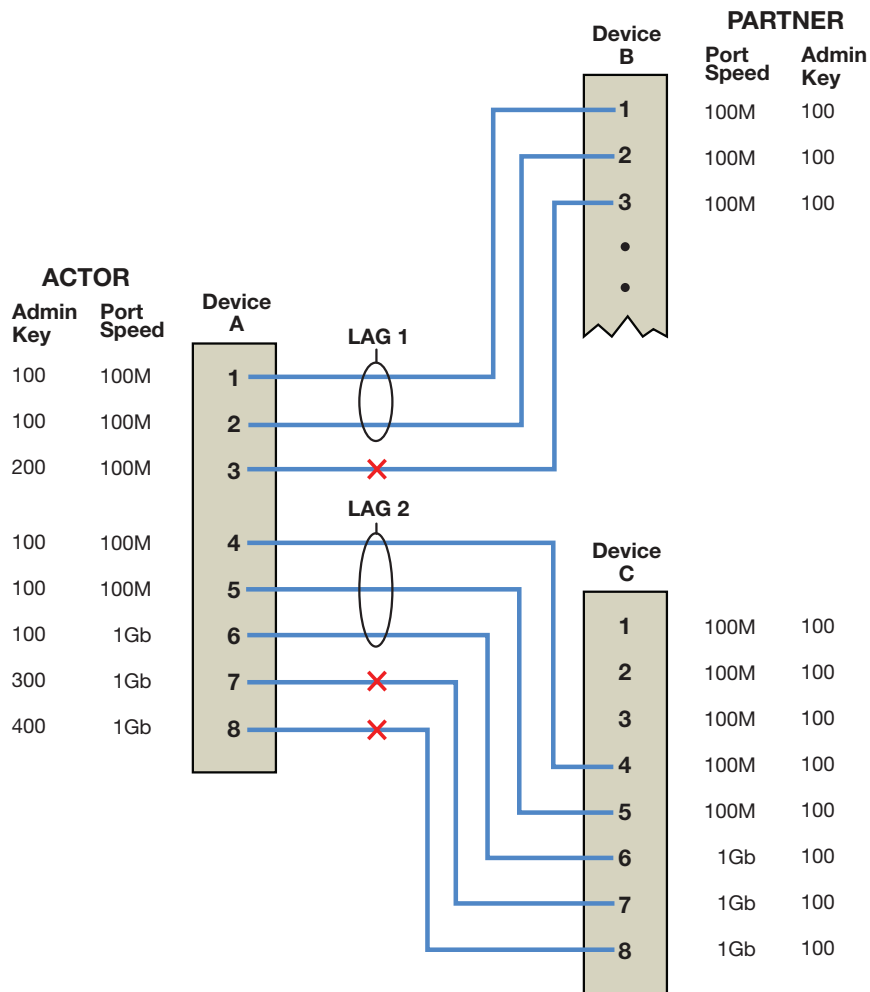 PARTNER
Device B
Port Speed
Admin Key
1 100M 100
2 100M 100
3 100M 100
ACTOR
Admin Key
Port Speed
Device A
LAG 1
100 100M 1
100 100M 2
200 100M 3
LAG 2
100 100M 4
100 100M 5
100 1Gb 6
300 1Gb 7
400 1Gb 8
Device C
1 100M 100
2 100M 100
3 100M 100
4 100M 100
5 100M 100
6 1Gb 100
7 1Gb 100
8 1Gb 100